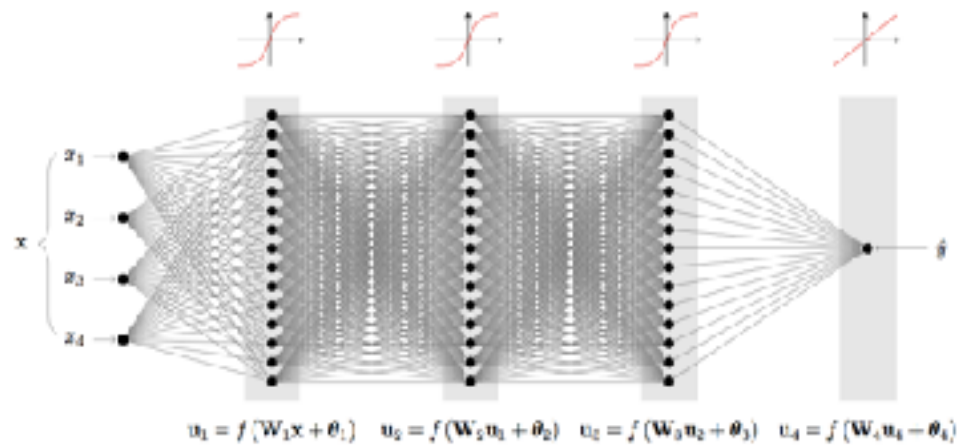 x₁
x₂
x
x₃
x₄
ŷ
u₁ = f (W₁x + θ₁) u₂ = f (W₂u₁ + θ₂) u₃ = f (W₃u₂ + θ₃) u₄ = f (W₄u₃ + θ₄)